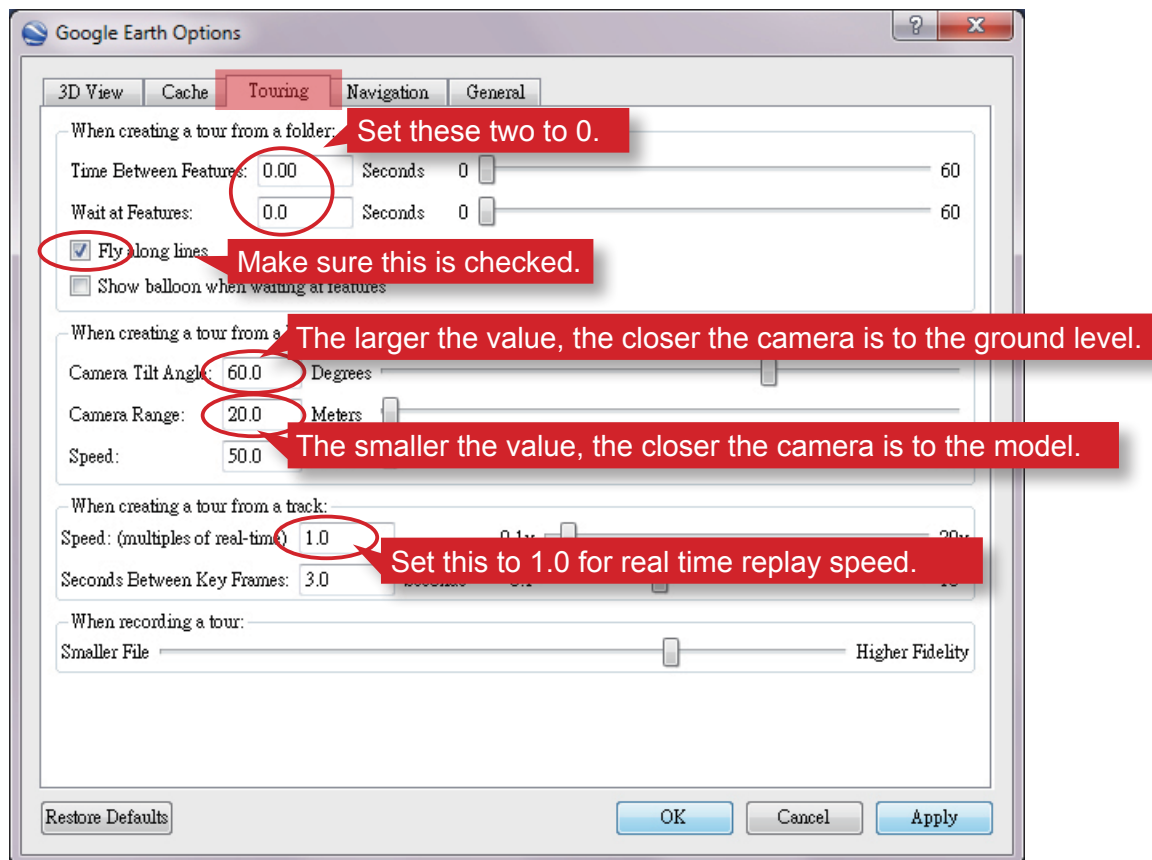 Google Earth Options
3D View Cache Touring Navigation General
When creating a tour from a folder:
Set these two to 0.
Time Between Features: 0.00 Seconds 0 60
Wait at Features: 0.0 Seconds 0 60
Fly along lines
Make sure this is checked.
Show balloon when waiting at features
When creating a tour from a
The larger the value, the closer the camera is to the ground level.
Camera Tilt Angle: 60.0 Degrees
Camera Range: 20.0 Meters
The smaller the value, the closer the camera is to the model.
Speed: 50.0
When creating a tour from a track:
Speed: (multiples of real-time) 1.0 0.1x 20x
Set this to 1.0 for real time replay speed.
Seconds Between Key Frames: 3.0
When recording a tour:
Smaller File Higher Fidelity
Restore Defaults OK Cancel Apply